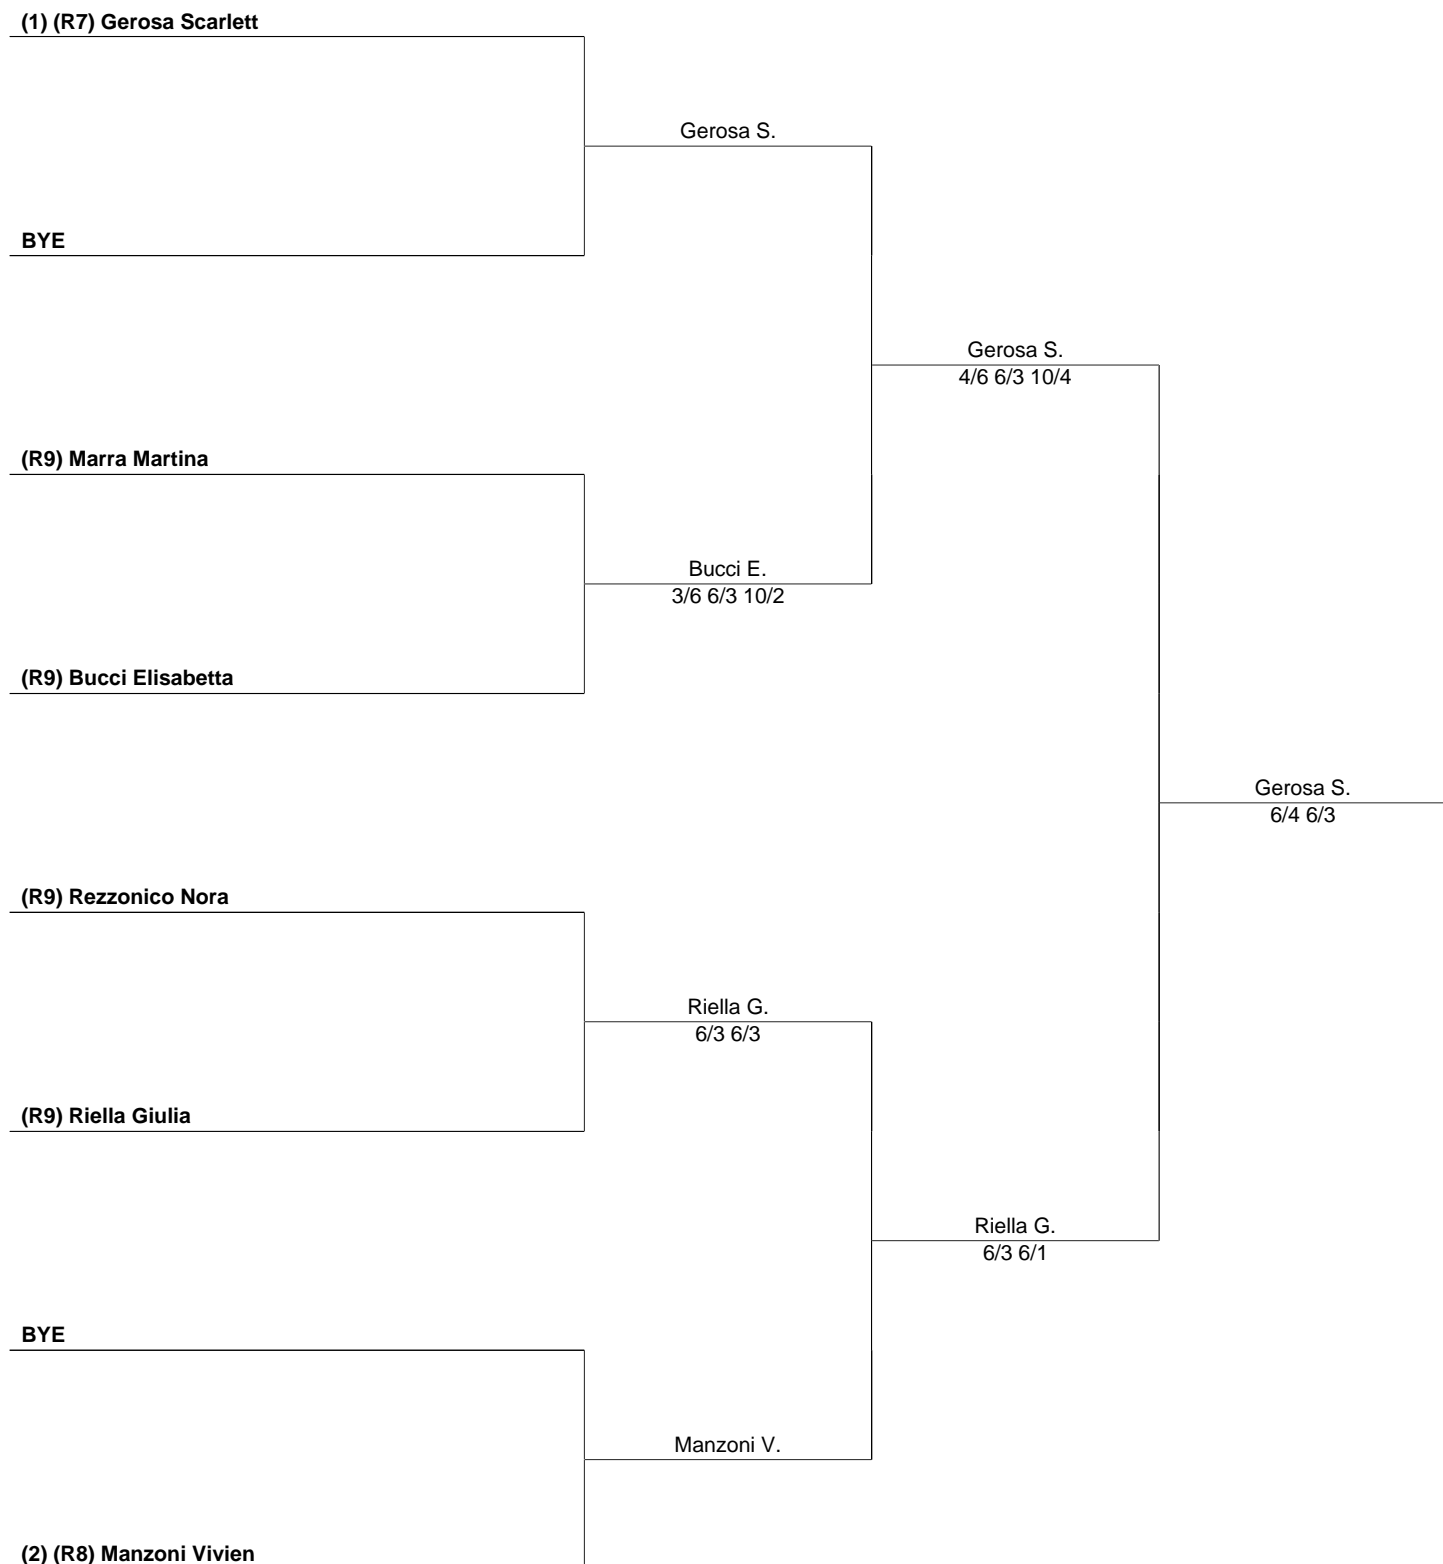 (1) (R7) Gerosa Scarlett
Gerosa S.
BYE
Gerosa S.
4/6 6/3 10/4
(R9) Marra Martina
Bucci E.
3/6 6/3 10/2
(R9) Bucci Elisabetta
Gerosa S.
6/4 6/3
(R9) Rezzonico Nora
Riella G.
6/3 6/3
(R9) Riella Giulia
Riella G.
6/3 6/1
BYE
Manzoni V.
(2) (R8) Manzoni Vivien